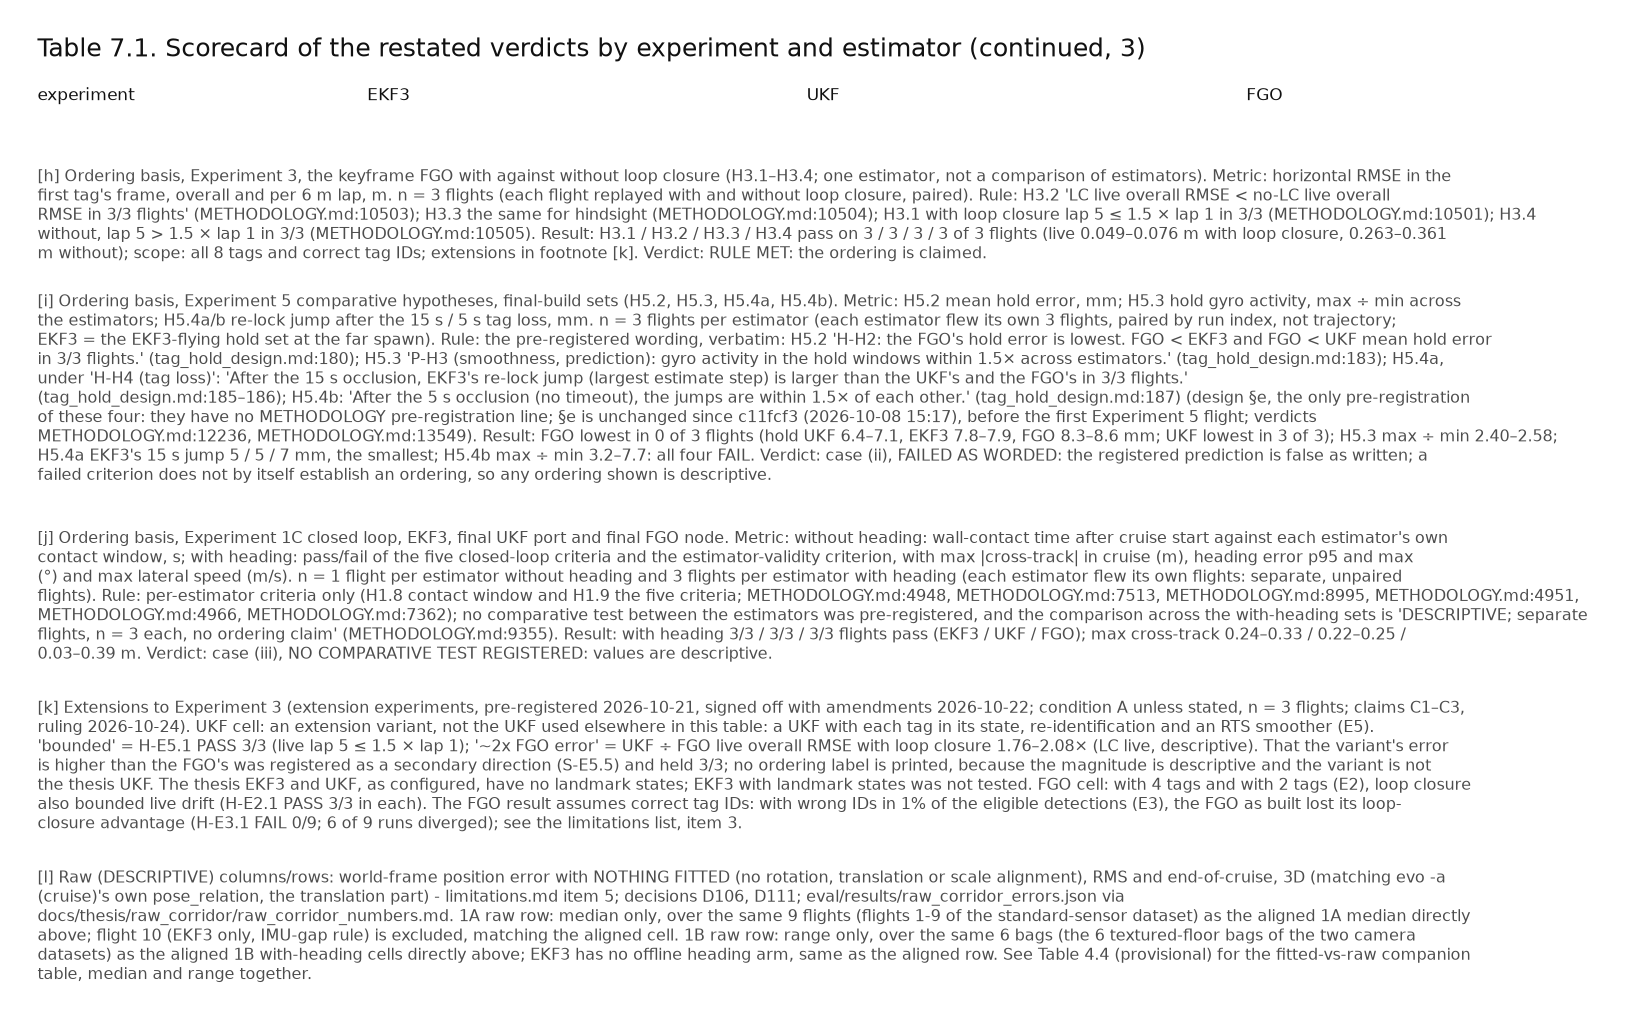 Table 7.1. Scorecard of the restated verdicts by experiment and estimator (continued, 3)
experiment EKF3 UKF FGO
[h] Ordering basis, Experiment 3, the keyframe FGO with against without loop closure (H3.1–H3.4; one estimator, not a comparison of estimators). Metric: horizontal RMSE in the
first tag's frame, overall and per 6 m lap, m. n = 3 flights (each flight replayed with and without loop closure, paired). Rule: H3.2 'LC live overall RMSE < no-LC live overall
RMSE in 3/3 flights' (METHODOLOGY.md:10503); H3.3 the same for hindsight (METHODOLOGY.md:10504); H3.1 with loop closure lap 5 ≤ 1.5 × lap 1 in 3/3 (METHODOLOGY.md:10501); H3.4
without, lap 5 > 1.5 × lap 1 in 3/3 (METHODOLOGY.md:10505). Result: H3.1 / H3.2 / H3.3 / H3.4 pass on 3 / 3 / 3 / 3 of 3 flights (live 0.049–0.076 m with loop closure, 0.263–0.361
m without); scope: all 8 tags and correct tag IDs; extensions in footnote [k]. Verdict: RULE MET: the ordering is claimed.
[i] Ordering basis, Experiment 5 comparative hypotheses, final-build sets (H5.2, H5.3, H5.4a, H5.4b). Metric: H5.2 mean hold error, mm; H5.3 hold gyro activity, max ÷ min across
the estimators; H5.4a/b re-lock jump after the 15 s / 5 s tag loss, mm. n = 3 flights per estimator (each estimator flew its own 3 flights, paired by run index, not trajectory;
EKF3 = the EKF3-flying hold set at the far spawn). Rule: the pre-registered wording, verbatim: H5.2 'H-H2: the FGO's hold error is lowest. FGO < EKF3 and FGO < UKF mean hold error
in 3/3 flights.' (tag_hold_design.md:180); H5.3 'P-H3 (smoothness, prediction): gyro activity in the hold windows within 1.5× across estimators.' (tag_hold_design.md:183); H5.4a,
under 'H-H4 (tag loss)': 'After the 15 s occlusion, EKF3's re-lock jump (largest estimate step) is larger than the UKF's and the FGO's in 3/3 flights.'
(tag_hold_design.md:185–186); H5.4b: 'After the 5 s occlusion (no timeout), the jumps are within 1.5× of each other.' (tag_hold_design.md:187) (design §e, the only pre-registration
of these four: they have no METHODOLOGY pre-registration line; §e is unchanged since c11fcf3 (2026-10-08 15:17), before the first Experiment 5 flight; verdicts
METHODOLOGY.md:12236, METHODOLOGY.md:13549). Result: FGO lowest in 0 of 3 flights (hold UKF 6.4–7.1, EKF3 7.8–7.9, FGO 8.3–8.6 mm; UKF lowest in 3 of 3); H5.3 max ÷ min 2.40–2.58;
H5.4a EKF3's 15 s jump 5 / 5 / 7 mm, the smallest; H5.4b max ÷ min 3.2–7.7: all four FAIL. Verdict: case (ii), FAILED AS WORDED: the registered prediction is false as written; a
failed criterion does not by itself establish an ordering, so any ordering shown is descriptive.
[j] Ordering basis, Experiment 1C closed loop, EKF3, final UKF port and final FGO node. Metric: without heading: wall-contact time after cruise start against each estimator's own
contact window, s; with heading: pass/fail of the five closed-loop criteria and the estimator-validity criterion, with max |cross-track| in cruise (m), heading error p95 and max
(°) and max lateral speed (m/s). n = 1 flight per estimator without heading and 3 flights per estimator with heading (each estimator flew its own flights: separate, unpaired
flights). Rule: per-estimator criteria only (H1.8 contact window and H1.9 the five criteria; METHODOLOGY.md:4948, METHODOLOGY.md:7513, METHODOLOGY.md:8995, METHODOLOGY.md:4951,
METHODOLOGY.md:4966, METHODOLOGY.md:7362); no comparative test between the estimators was pre-registered, and the comparison across the with-heading sets is 'DESCRIPTIVE; separate
flights, n = 3 each, no ordering claim' (METHODOLOGY.md:9355). Result: with heading 3/3 / 3/3 / 3/3 flights pass (EKF3 / UKF / FGO); max cross-track 0.24–0.33 / 0.22–0.25 /
0.03–0.39 m. Verdict: case (iii), NO COMPARATIVE TEST REGISTERED: values are descriptive.
[k] Extensions to Experiment 3 (extension experiments, pre-registered 2026-10-21, signed off with amendments 2026-10-22; condition A unless stated, n = 3 flights; claims C1–C3,
ruling 2026-10-24). UKF cell: an extension variant, not the UKF used elsewhere in this table: a UKF with each tag in its state, re-identification and an RTS smoother (E5).
'bounded' = H-E5.1 PASS 3/3 (live lap 5 ≤ 1.5 × lap 1); '~2x FGO error' = UKF ÷ FGO live overall RMSE with loop closure 1.76–2.08× (LC live, descriptive). That the variant's error
is higher than the FGO's was registered as a secondary direction (S-E5.5) and held 3/3; no ordering label is printed, because the magnitude is descriptive and the variant is not
the thesis UKF. The thesis EKF3 and UKF, as configured, have no landmark states; EKF3 with landmark states was not tested. FGO cell: with 4 tags and with 2 tags (E2), loop closure
also bounded live drift (H-E2.1 PASS 3/3 in each). The FGO result assumes correct tag IDs: with wrong IDs in 1% of the eligible detections (E3), the FGO as built lost its loop-
closure advantage (H-E3.1 FAIL 0/9; 6 of 9 runs diverged); see the limitations list, item 3.
[l] Raw (DESCRIPTIVE) columns/rows: world-frame position error with NOTHING FITTED (no rotation, translation or scale alignment), RMS and end-of-cruise, 3D (matching evo -a
(cruise)'s own pose_relation, the translation part) - limitations.md item 5; decisions D106, D111; eval/results/raw_corridor_errors.json via
docs/thesis/raw_corridor/raw_corridor_numbers.md. 1A raw row: median only, over the same 9 flights (flights 1-9 of the standard-sensor dataset) as the aligned 1A median directly
above; flight 10 (EKF3 only, IMU-gap rule) is excluded, matching the aligned cell. 1B raw row: range only, over the same 6 bags (the 6 textured-floor bags of the two camera
datasets) as the aligned 1B with-heading cells directly above; EKF3 has no offline heading arm, same as the aligned row. See Table 4.4 (provisional) for the fitted-vs-raw companion
table, median and range together.